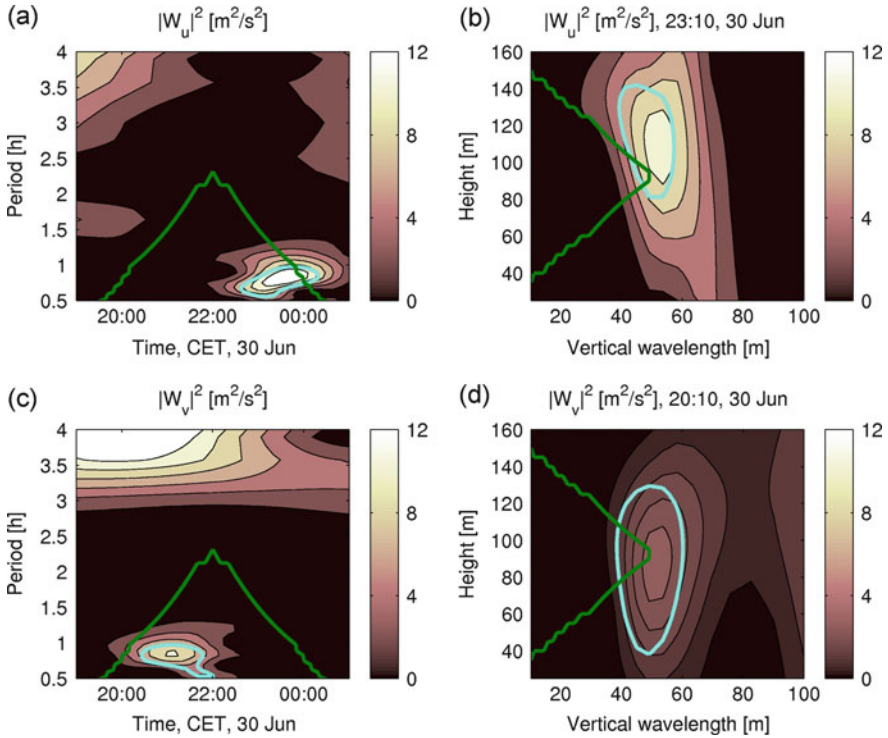 (a)
|W_u|^2 [m^2/s^2]
4
3.5
3
2.5
2
1.5
1
0.5
Period [h]
20:00 22:00 00:00
Time, CET, 30 Jun
12
8
4
0
(b)
|W_u|^2 [m^2/s^2], 23:10, 30 Jun
160
140
120
100
80
60
40
Height [m]
20 40 60 80 100
Vertical wavelength [m]
12
8
4
0
(c)
|W_v|^2 [m^2/s^2]
4
3.5
3
2.5
2
1.5
1
0.5
Period [h]
20:00 22:00 00:00
Time, CET, 30 Jun
12
8
4
0
(d)
|W_v|^2 [m^2/s^2], 20:10, 30 Jun
160
140
120
100
80
60
40
Height [m]
20 40 60 80 100
Vertical wavelength [m]
12
8
4
0